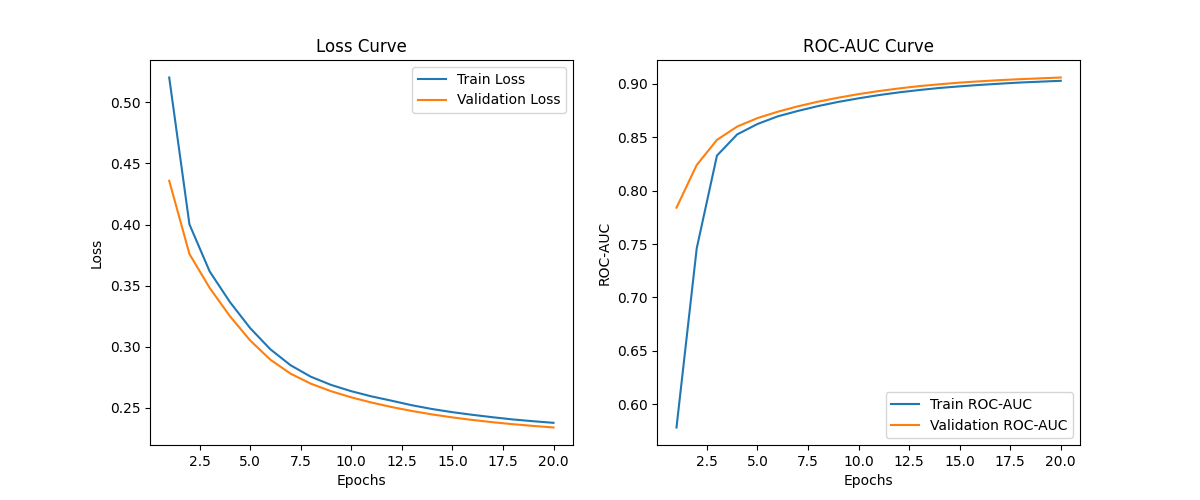 Loss Curve
0.50
0.45
0.40
0.35
0.30
0.25
Loss
Train Loss
Validation Loss
2.5 5.0 7.5 10.0 12.5 15.0 17.5 20.0
Epochs
ROC-AUC Curve
0.90
0.85
0.80
0.75
0.70
0.65
0.60
ROC-AUC
Train ROC-AUC
Validation ROC-AUC
2.5 5.0 7.5 10.0 12.5 15.0 17.5 20.0
Epochs